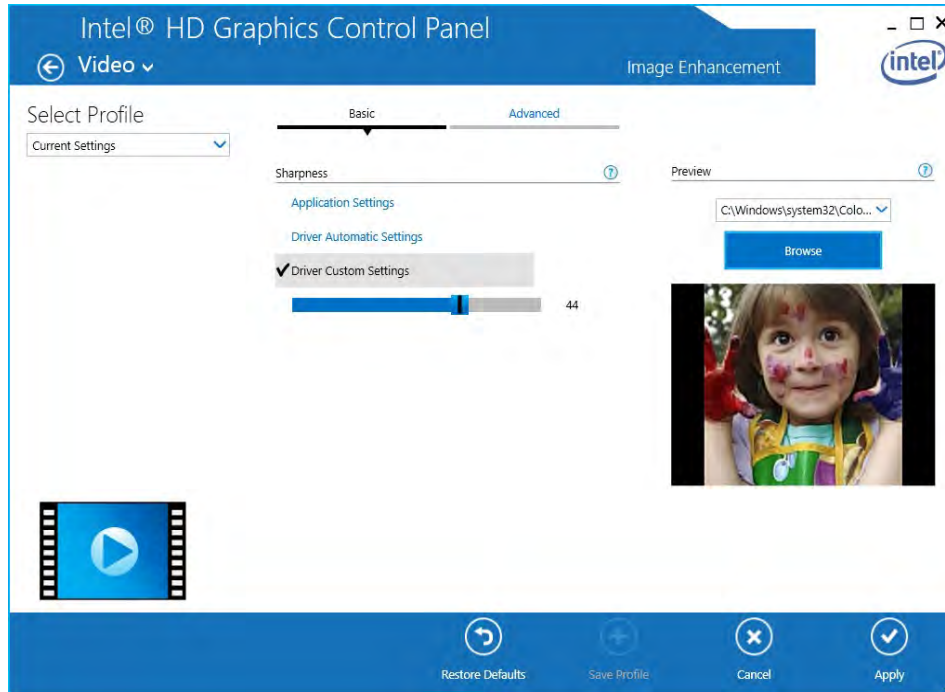 Intel® HD Graphics Control Panel
Video
Image Enhancement
intel
Select Profile
Current Settings
Basic
Advanced
Sharpness
Application Settings
Driver Automatic Settings
Driver Custom Settings
44
Preview
C:\Windows\system32\Colo...
Browse
Restore Defaults
Save Profile
Cancel
Apply